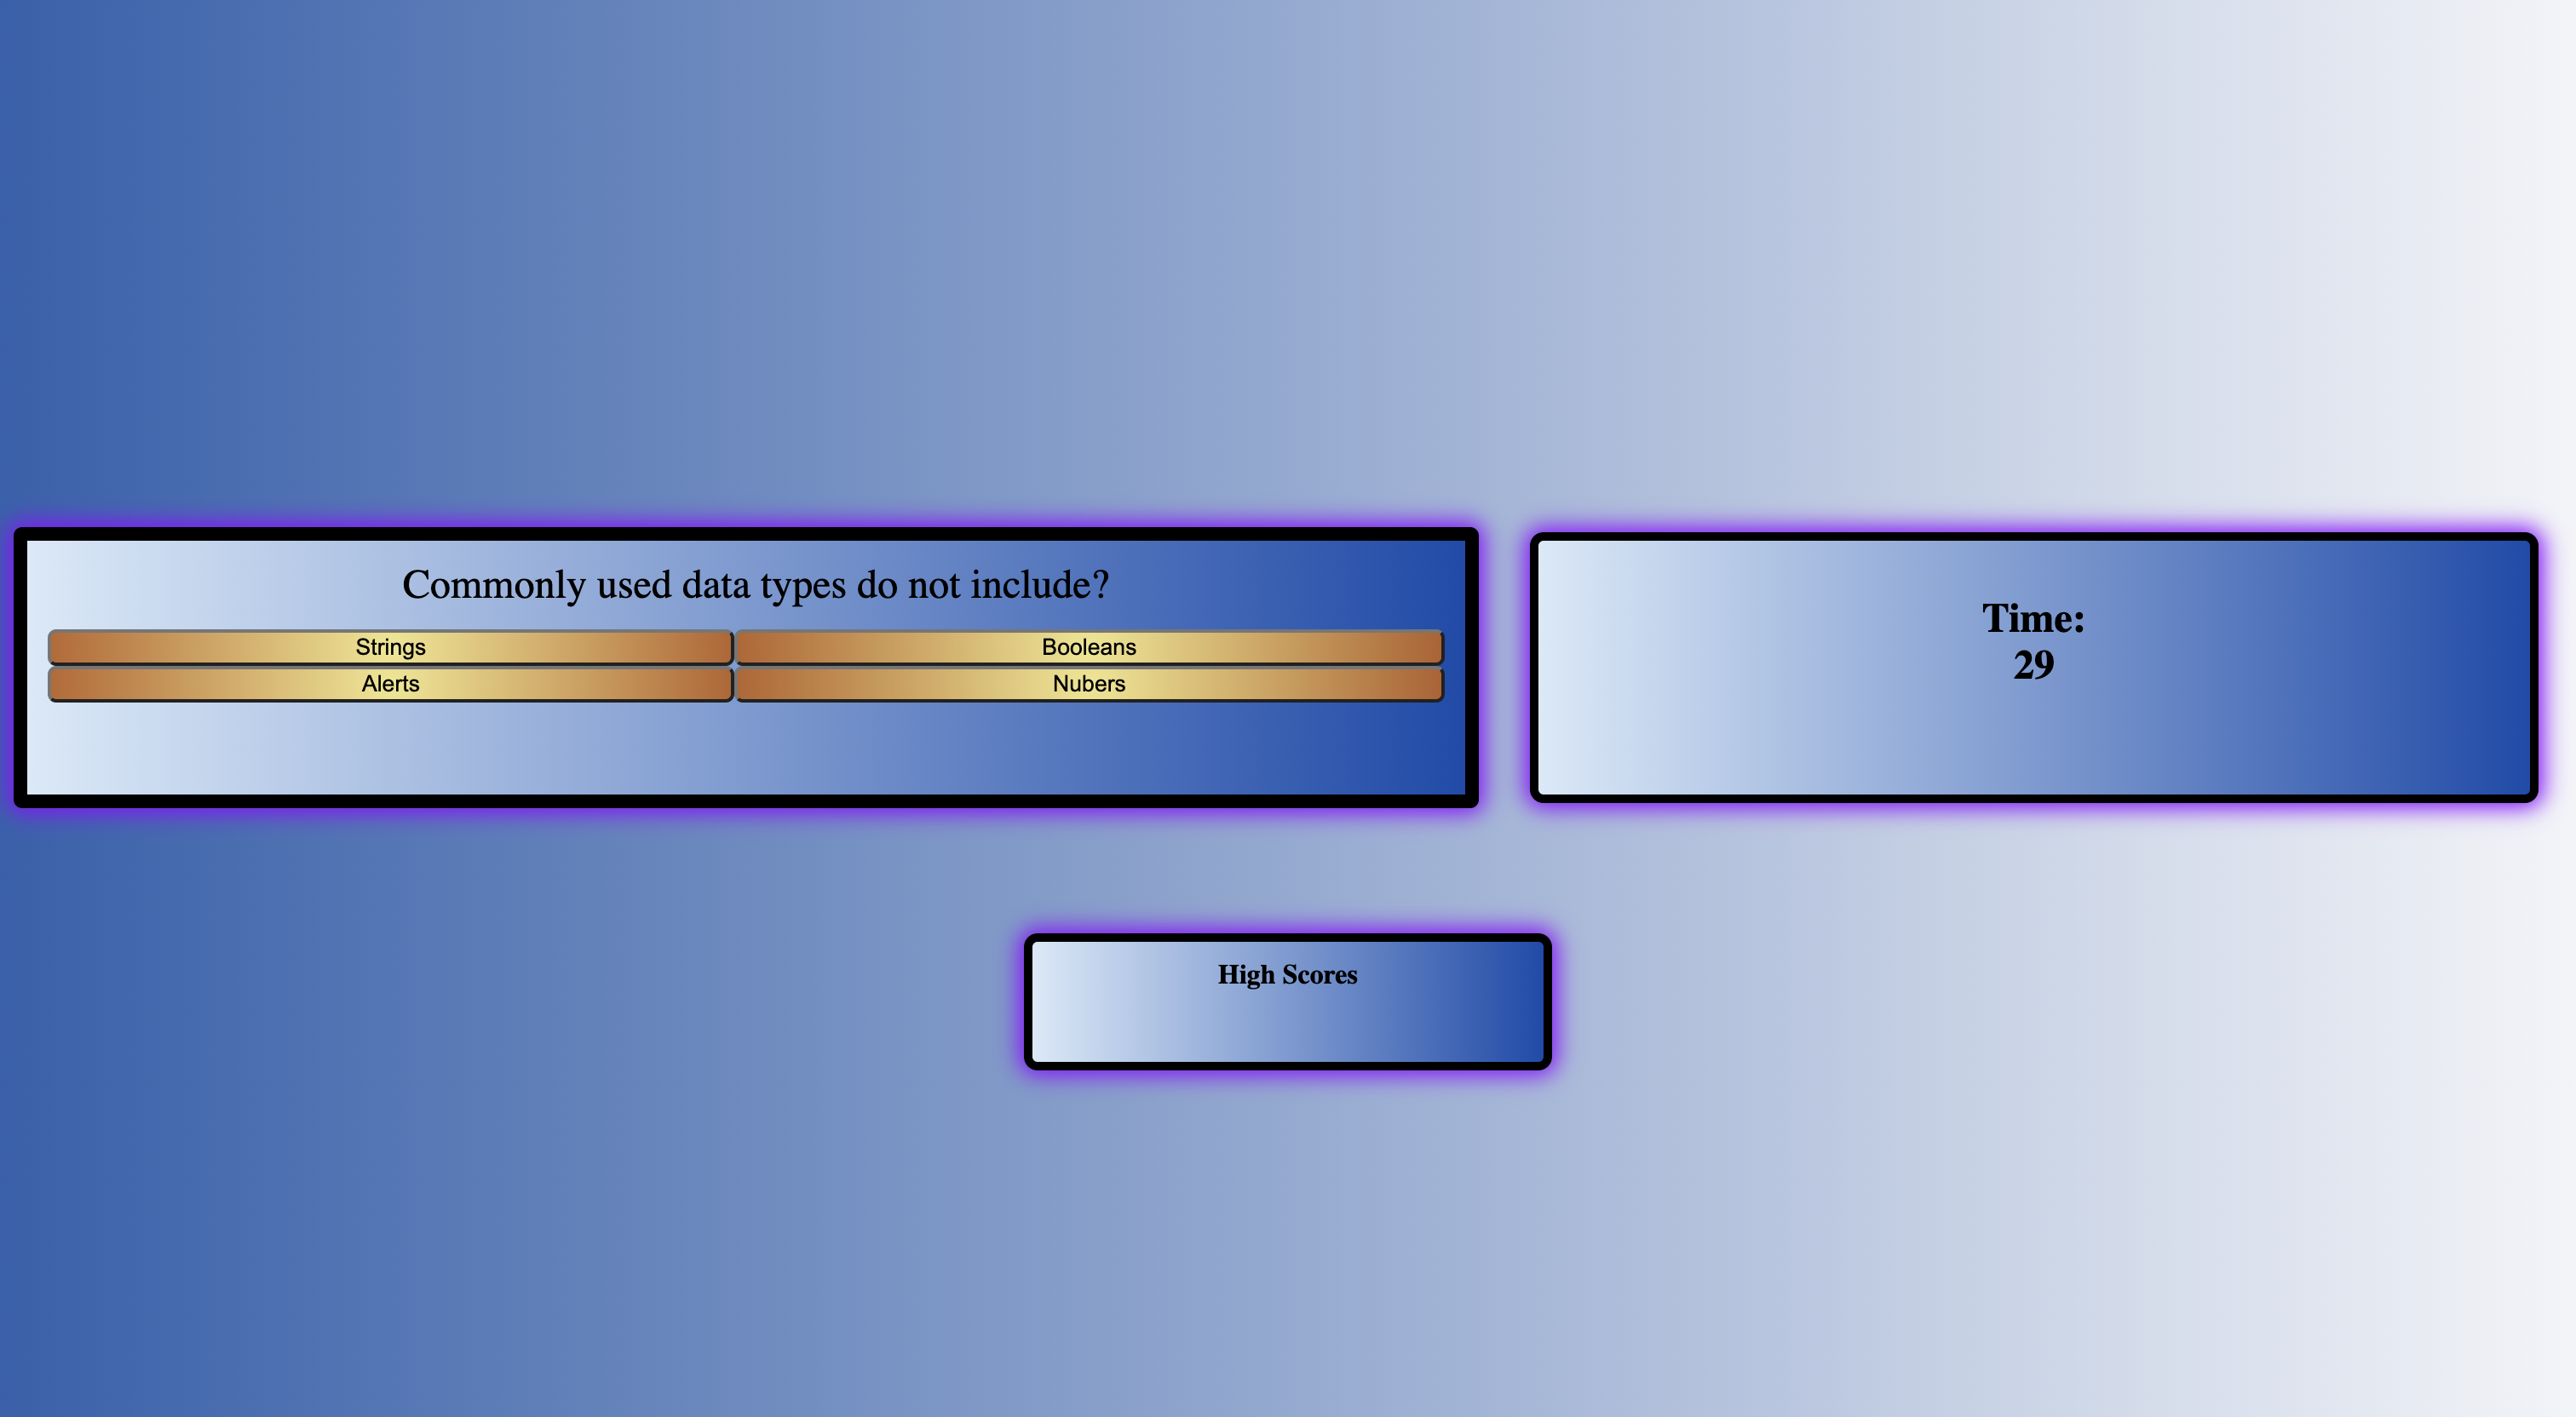 Commonly used data types do not include?
Strings
Booleans
Alerts
Nubers
Time:
29
High Scores